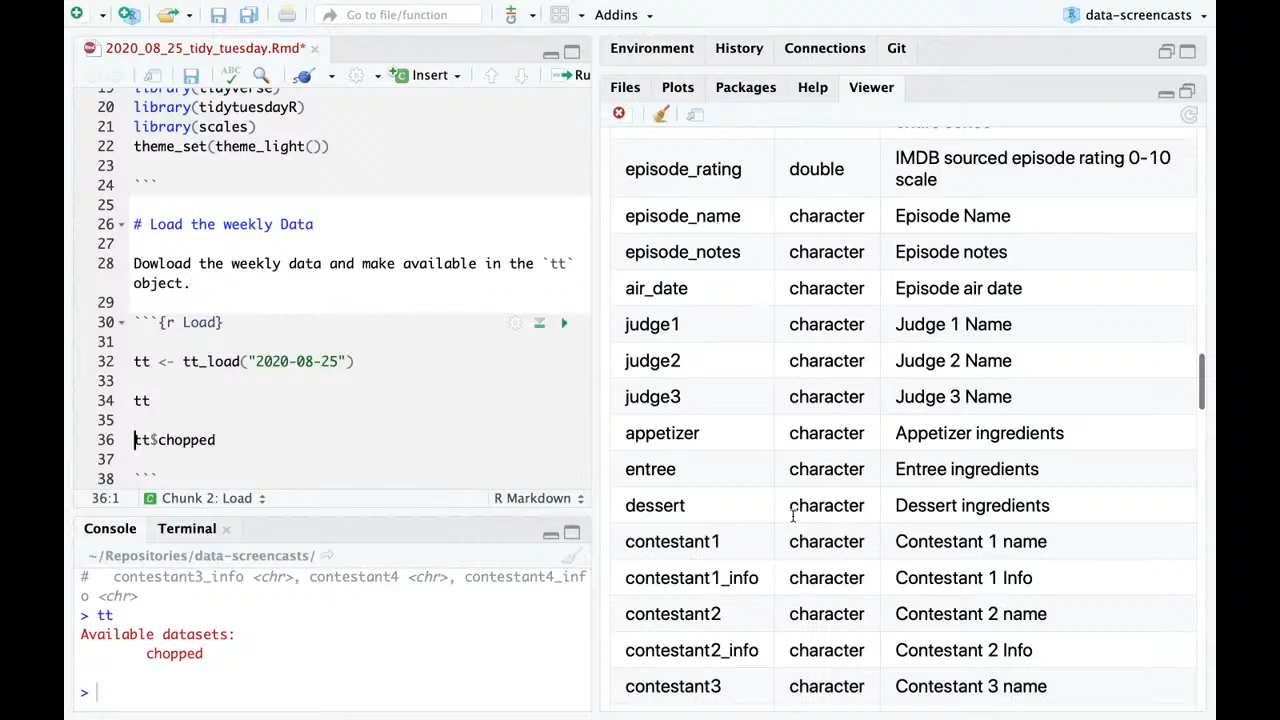 Go to file/function
Addins
data-screencasts
2020_08_25_tidy_tuesday.Rmd*
ABC
Insert
Ru
19 library(tidyverse)
20 library(tidytuesdayR)
21 library(scales)
22 theme_set(theme_light())
23
24 ```
25
26 # Load the weekly Data
27
28 Dowload the weekly data and make available in the `tt`
object.
29
30 ```{r Load}
31
32 tt <- tt_load("2020-08-25")
33
34 tt
35
36 tt$chopped
37
38 ```
36:1 Chunk 2: Load R Markdown
Console Terminal
~/Repositories/data-screencasts/
# contestant3_info <chr>, contestant4 <chr>, contestant4_inf
o <chr>
> tt
Available datasets:
chopped
>
Environment History Connections Git
Files Plots Packages Help Viewer
episode_rating double IMDB sourced episode rating 0-10
scale
episode_name character Episode Name
episode_notes character Episode notes
air_date character Episode air date
judge1 character Judge 1 Name
judge2 character Judge 2 Name
judge3 character Judge 3 Name
appetizer character Appetizer ingredients
entree character Entree ingredients
dessert character Dessert ingredients
contestant1 character Contestant 1 name
contestant1_info character Contestant 1 Info
contestant2 character Contestant 2 name
contestant2_info character Contestant 2 Info
contestant3 character Contestant 3 name